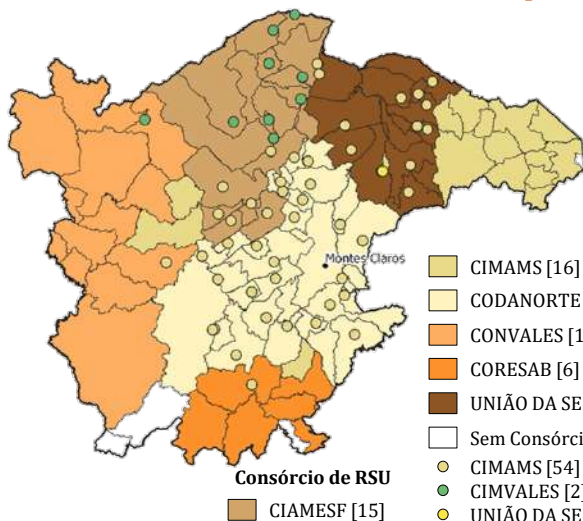 Montes Claros
CIMAMS [16]
CODANORTE
CONVALES [1
CORESAB [6]
UNIÃO DA SE
Sem Consórci
CIMAMS [54]
CIMVALES [2]
UNIÃO DA SE
Consórcio de RSU
CIAMESF [15]